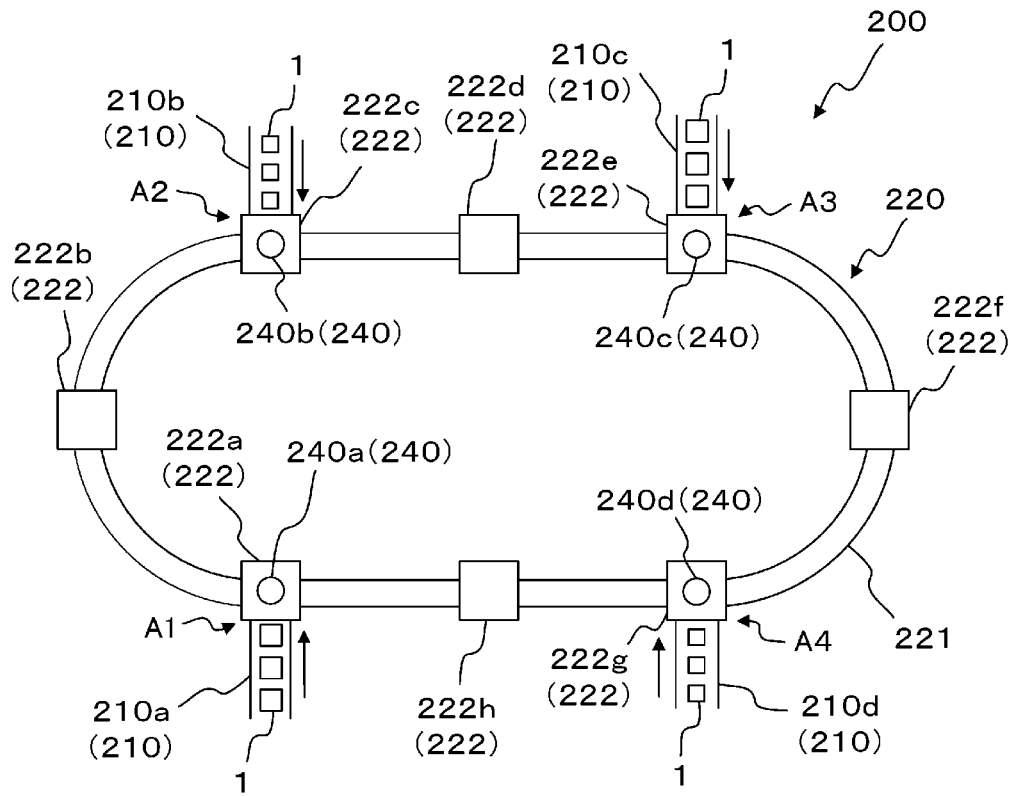 200
1
210b
(210)
222c
(222)
222d
(222)
210c
(210)
1
222e
(222)
A2
A3
220
222b
(222)
240b(240)
240c(240)
222f
(222)
222a
(222)
240a(240)
240d(240)
A1
A4
221
210a
(210)
222h
(222)
222g
(222)
210d
(210)
1
1